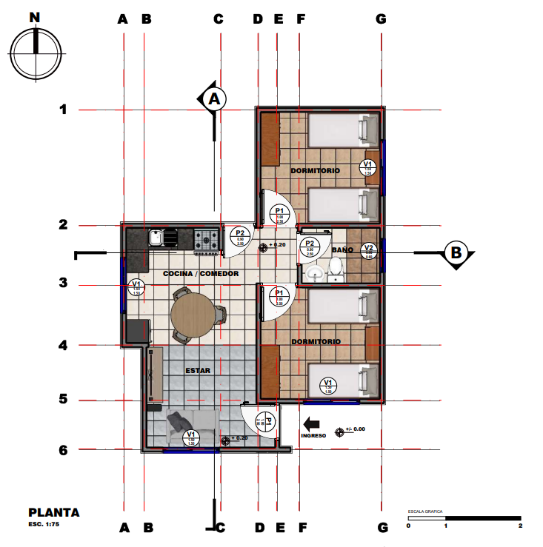 N
A B C D E F G
A
1
DORMITORIO
V1
2
P1
P2
+ 0.20
P2
BAÑO
V2
B
COCINA / COMEDOR
3
V1
P1
4
DORMITORIO
ESTAR
V1
5
P1
INGRESO
+/- 0.00
V1
+ 0.20
6
PLANTA
ESC. 1:75
A B C D E F G
ESCALA GRAFICA
0 1 2